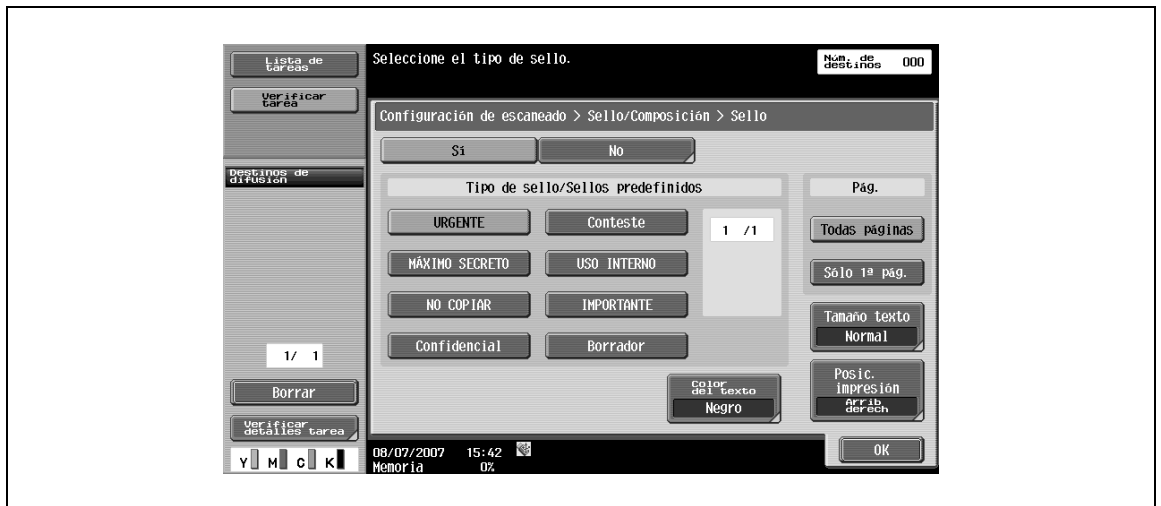 Lista de
tareas
Verificar
tarea
Destinos de
difusión
1/ 1
Borrar
Verificar
detalles tarea
Y M C K
Seleccione el tipo de sello.
Núm. de
destinos 000
Configuración de escaneado > Sello/Composición > Sello
Sí No
Tipo de sello/Sellos predefinidos
URGENTE Conteste
MÁXIMO SECRETO USO INTERNO
NO COPIAR IMPORTANTE
Confidencial Borrador
1 /1
Pág.
Todas páginas
Sólo 1ª pág.
Tamaño texto
Normal
Color
del texto
Negro
Posic.
impresión
Arrib.
derech
08/07/2007 15:42
Memoria 0%
OK